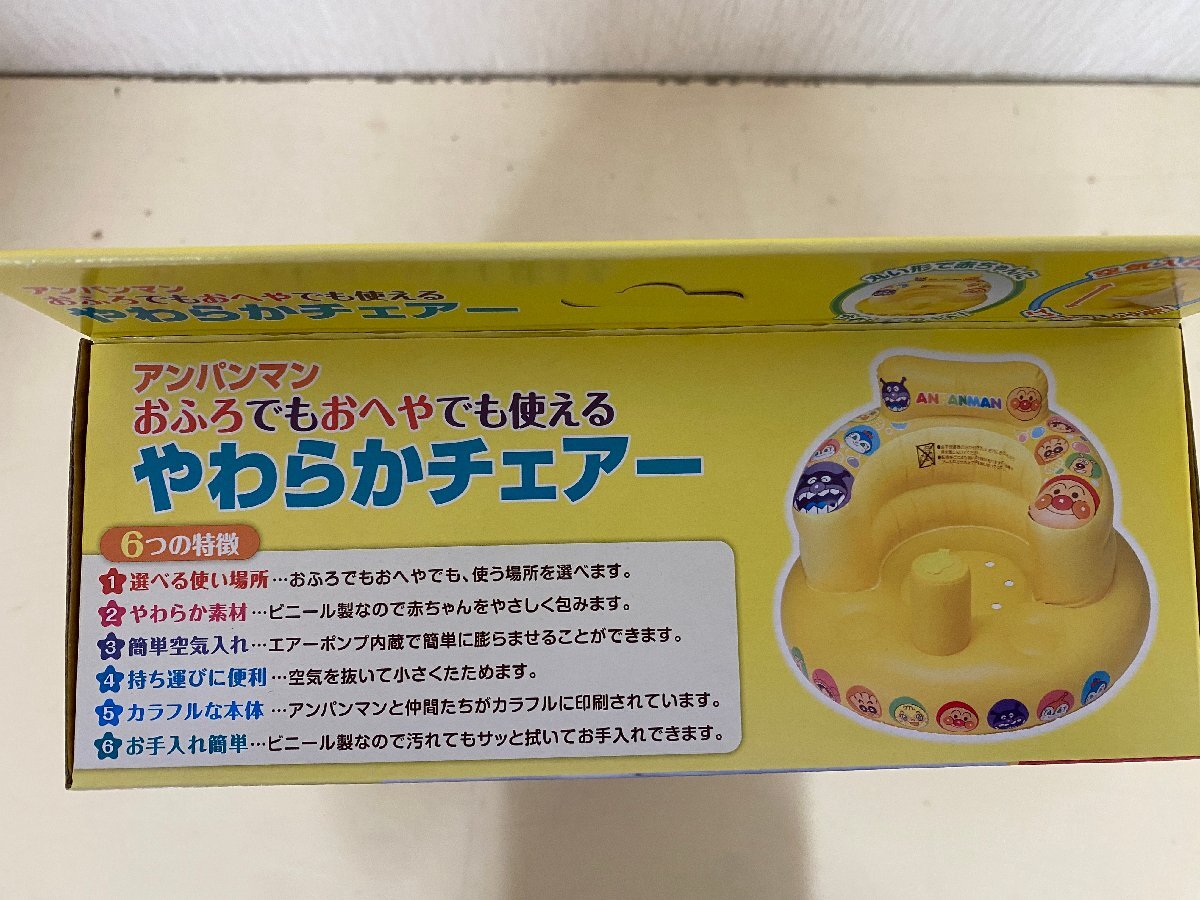 アンパンマン
おふろでもおへやでも使える
やわらかチェアー
アンパンマン
おふろでもおへやでも使える
やわらかチェアー
6つの特徴
1 選べる使い場所…おふろでもおへやでも、使う場所を選べます。
2 やわらか素材…ビニール製なので赤ちゃんをやさしく包みます。
3 簡単空気入れ…エアーポンプ内蔵で簡単に膨らませることができます。
4 持ち運びに便利…空気を抜いて小さくたためます。
5 カラフルな本体…アンパンマンと仲間たちがカラフルに印刷されています。
6 お手入れ簡単…ビニール製なので汚れてもサッと拭いてお手入れできます。
AN ANMAN